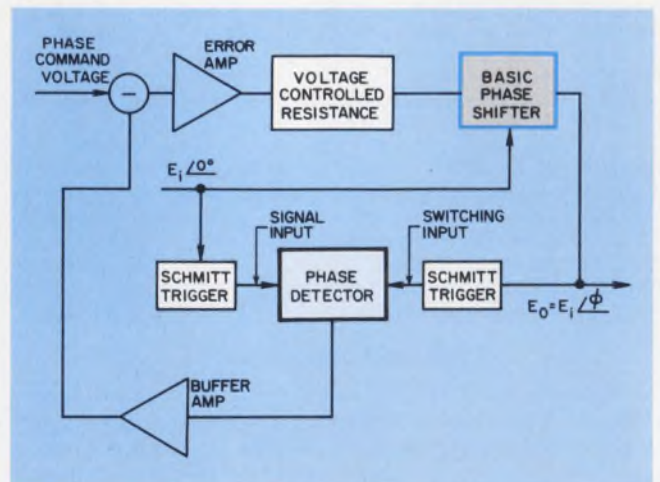 PHASE
COMMAND
VOLTAGE
ERROR
AMP
VOLTAGE
CONTROLLED
RESISTANCE
BASIC
PHASE
SHIFTER
−
E_i ∠0°
SIGNAL
INPUT
SWITCHING
INPUT
SCHMITT
TRIGGER
PHASE
DETECTOR
SCHMITT
TRIGGER
E_O = E_i ∠ϕ
BUFFER
AMP